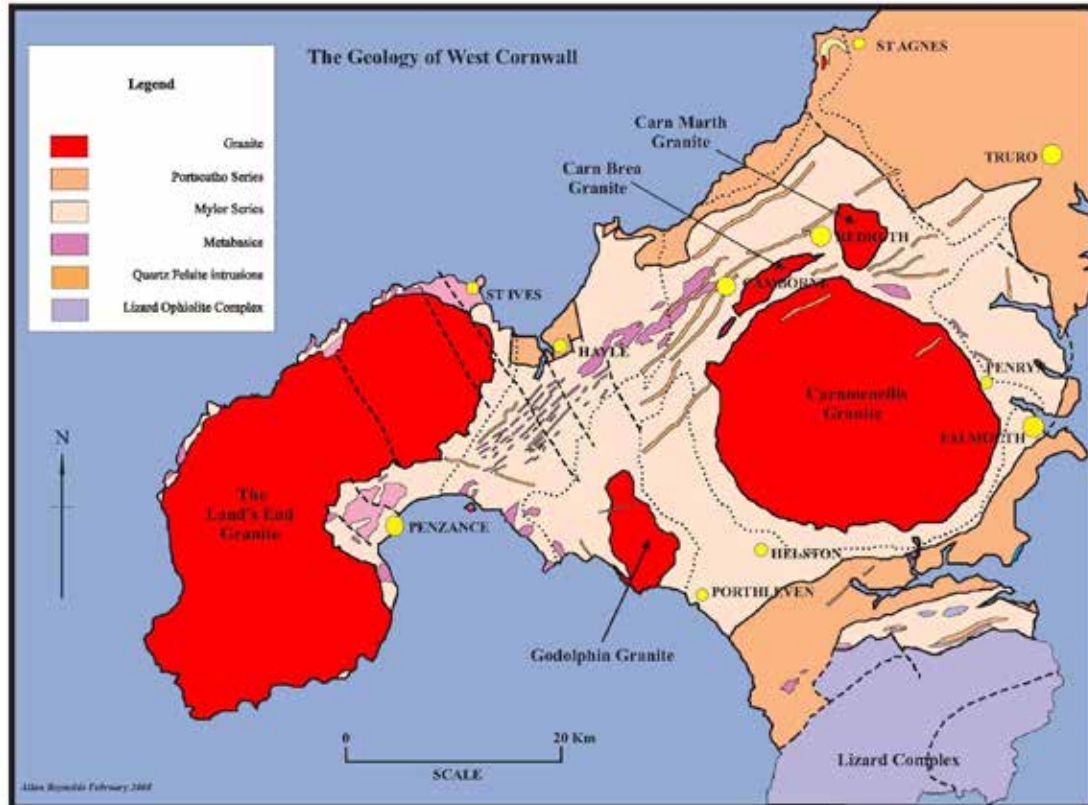 The Geology of West Cornwall
Legend
Granite
Portscatho Series
Mylor Series
Metabasics
Quartz Felsite intrusions
Lizard Ophiolite Complex
ST AGNES
Carn Marth
Granite
TRURO
Carn Brea
Granite
REDRUTH
ST IVES
CAMBORNE
HAYLE
PENRYN
Carnmenellis
Granite
FALMOUTH
N
The
Land's End
Granite
PENZANCE
HELSTON
PORTHLEVEN
Godolphin Granite
0
20 Km
SCALE
Lizard Complex
Allan Reynolds February 2008